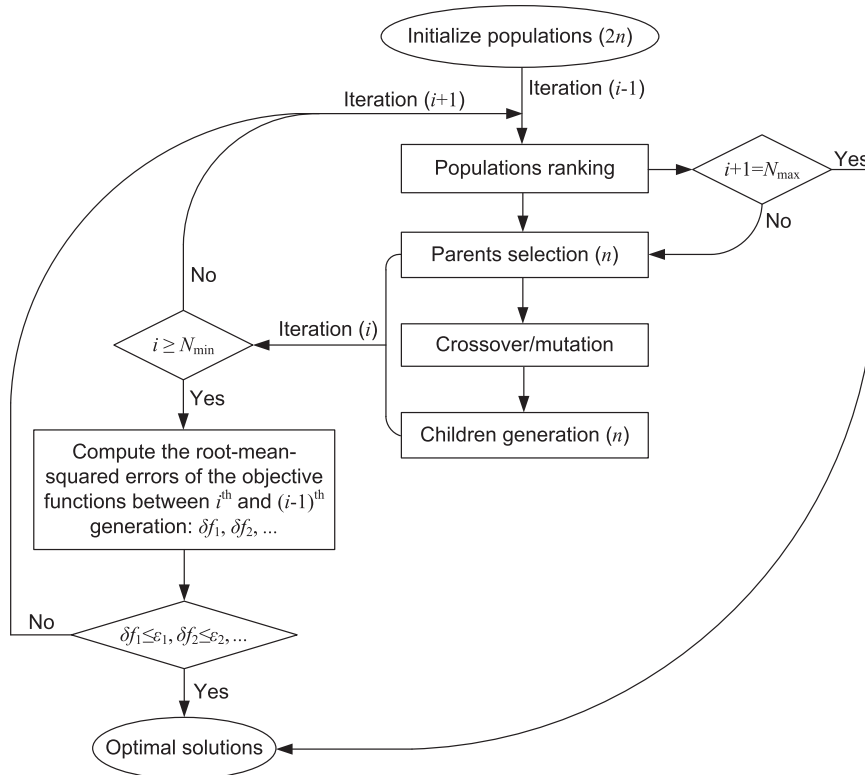 Initialize populations (2n)
Iteration (i-1)
Iteration (i+1)
Populations ranking
i+1=Nmax
Yes
No
Parents selection (n)
No
Iteration (i)
i ≥ Nmin
Crossover/mutation
Yes
Children generation (n)
Compute the root-mean-
squared errors of the objective
functions between ith and (i-1)th
generation: δf1, δf2, ...
No
δf1≤ε1, δf2≤ε2, ...
Yes
Optimal solutions